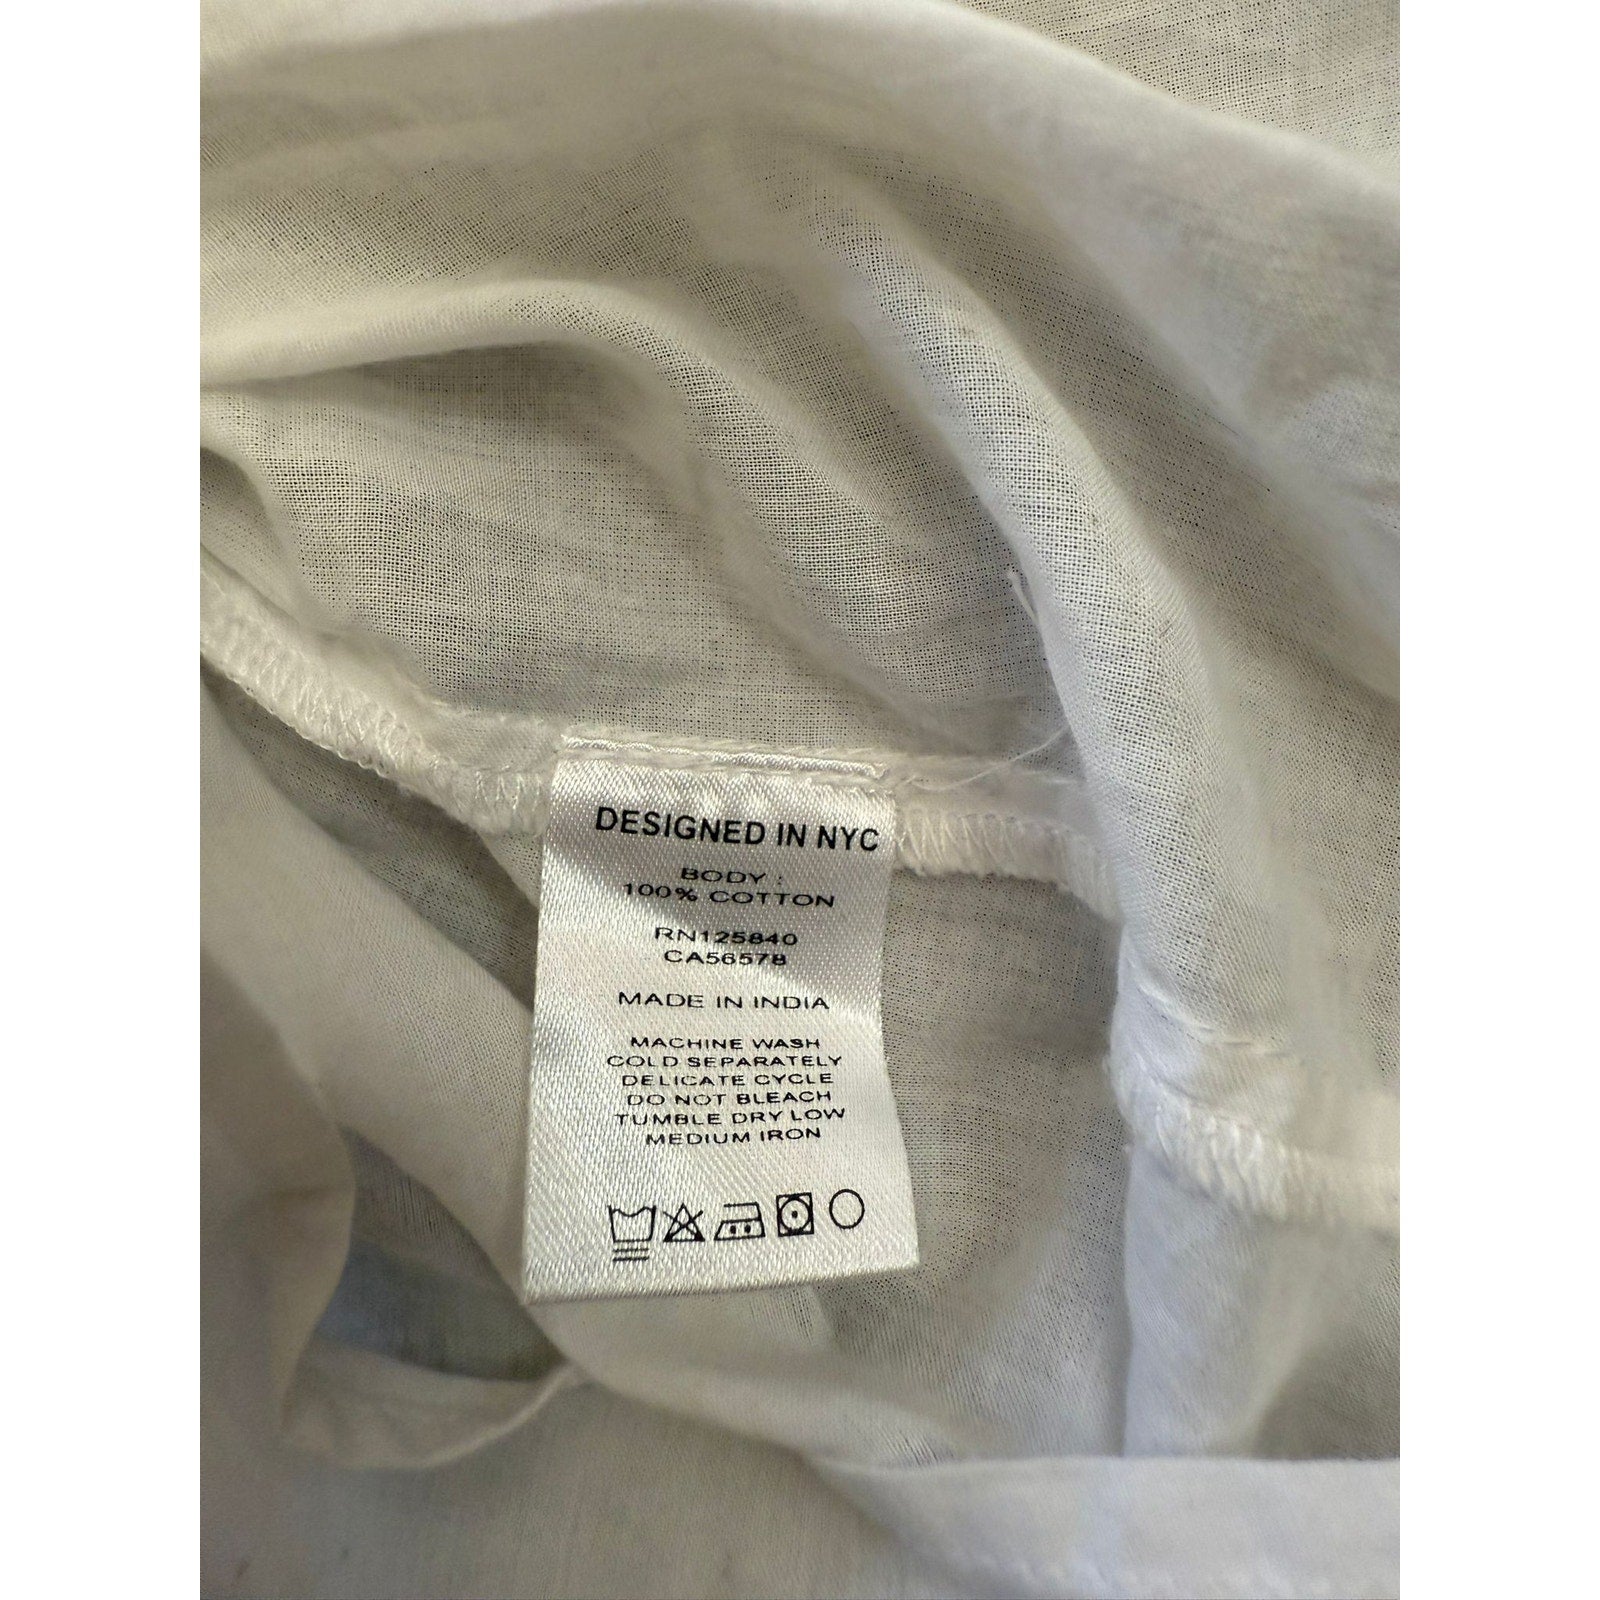 DESIGNED IN NYC
BODY :
100% COTTON
RN125840
CA56578
MADE IN INDIA
MACHINE WASH
COLD SEPARATELY
DELICATE CYCLE
DO NOT BLEACH
TUMBLE DRY LOW
MEDIUM IRON